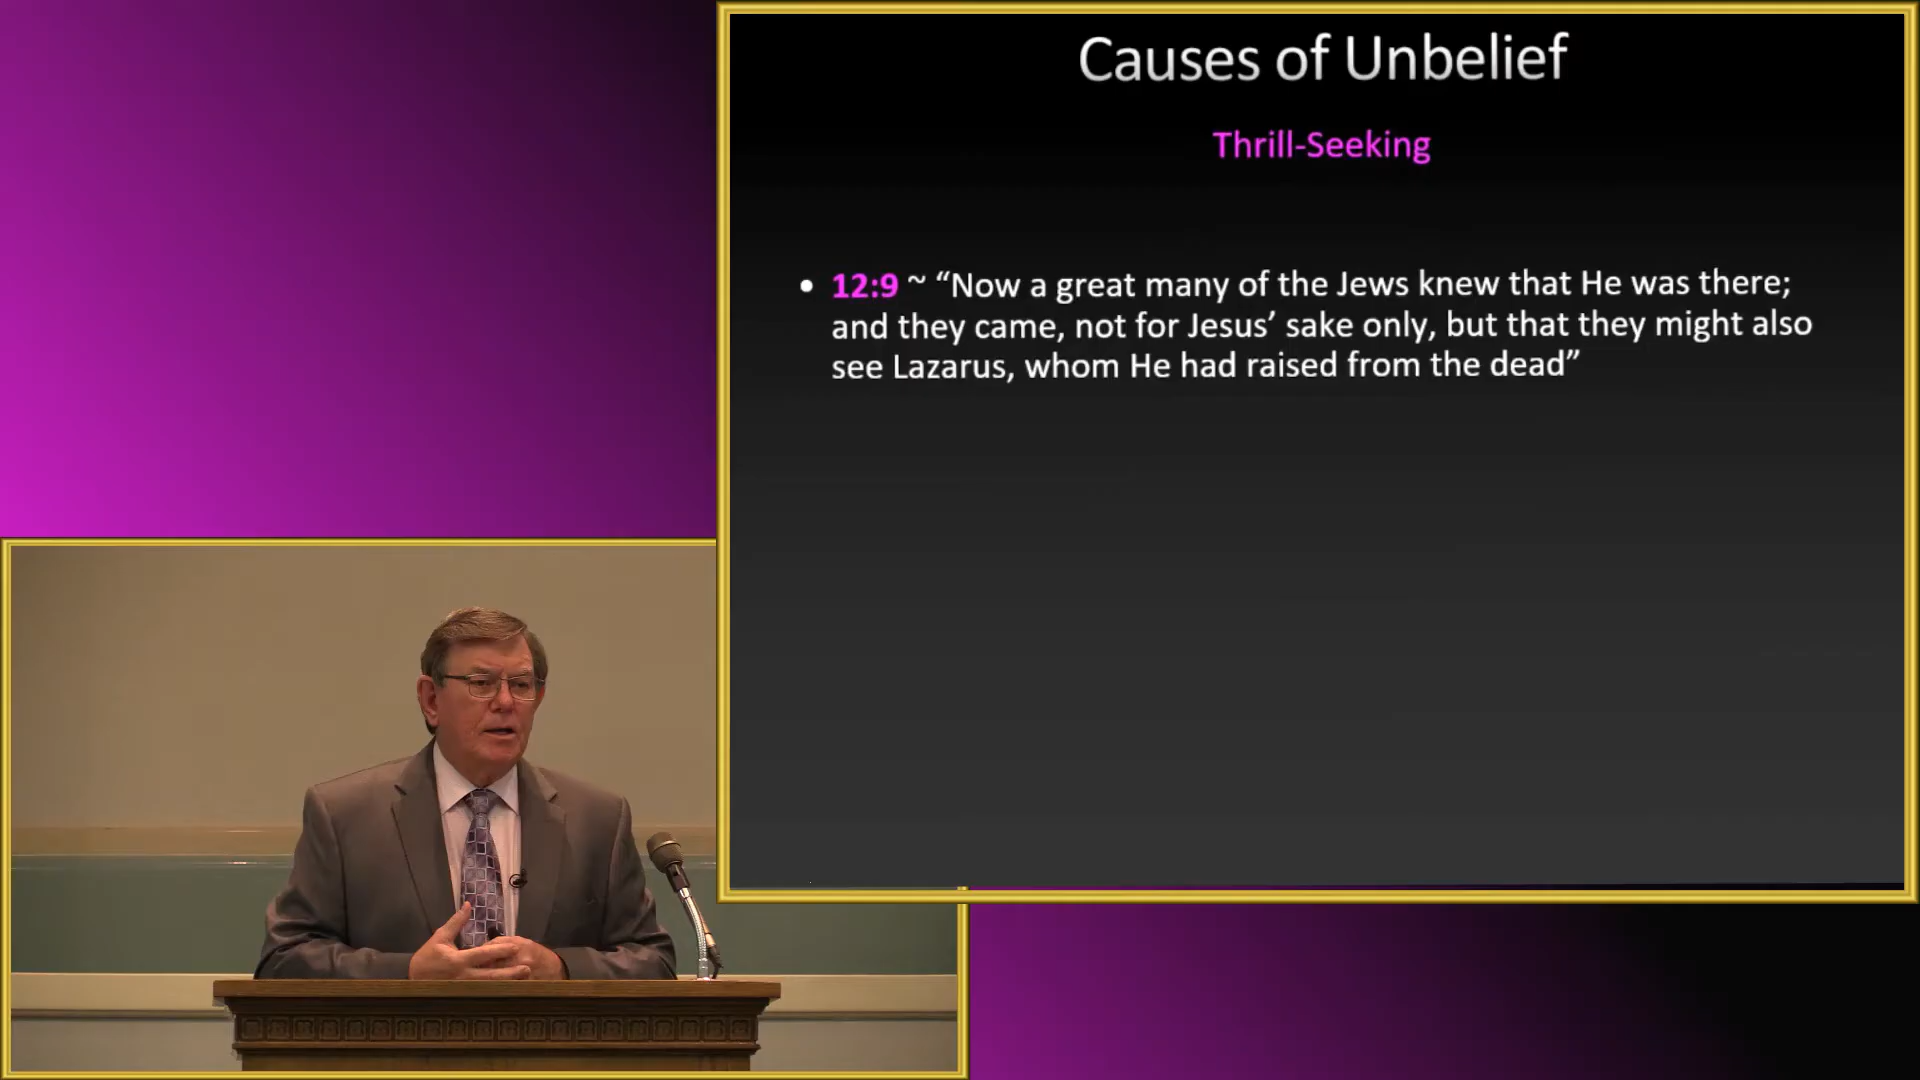 Causes of Unbelief
Thrill-Seeking
• 12:9 ~ “Now a great many of the Jews knew that He was there;
and they came, not for Jesus’ sake only, but that they might also
see Lazarus, whom He had raised from the dead”